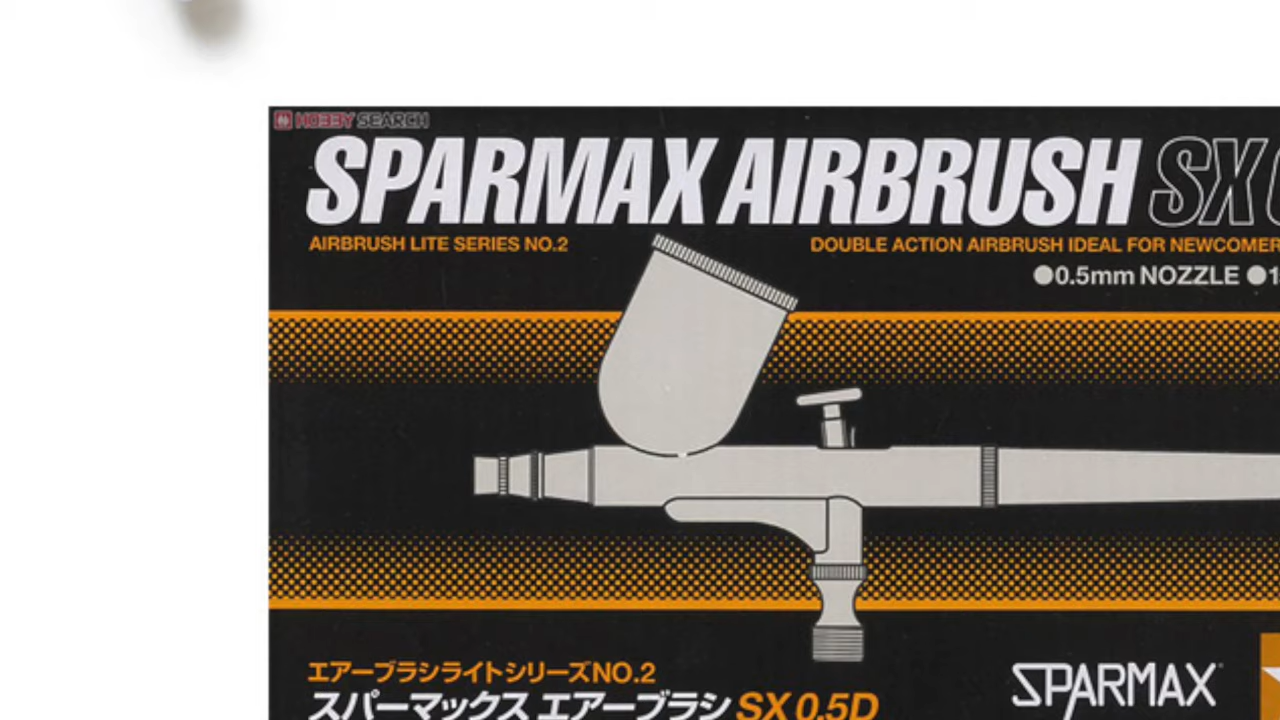 HOBBY SEARCH
SPARMAX AIRBRUSH SX
AIRBRUSH LITE SERIES NO.2
DOUBLE ACTION AIRBRUSH IDEAL FOR NEWCOMER
●0.5mm NOZZLE ●1
エアーブラシライトシリーズNO.2
スパーマックス エアーブラシ SX 0.5D
SPARMAX